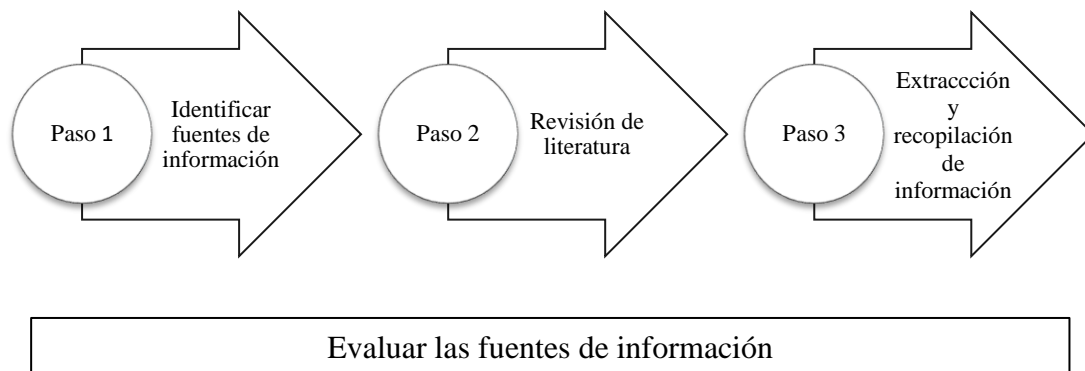 Paso 1
Identificar
fuentes de
información
Paso 2
Revisión de
literatura
Paso 3
Extraccción
y
recopilación
de
información
Evaluar las fuentes de información